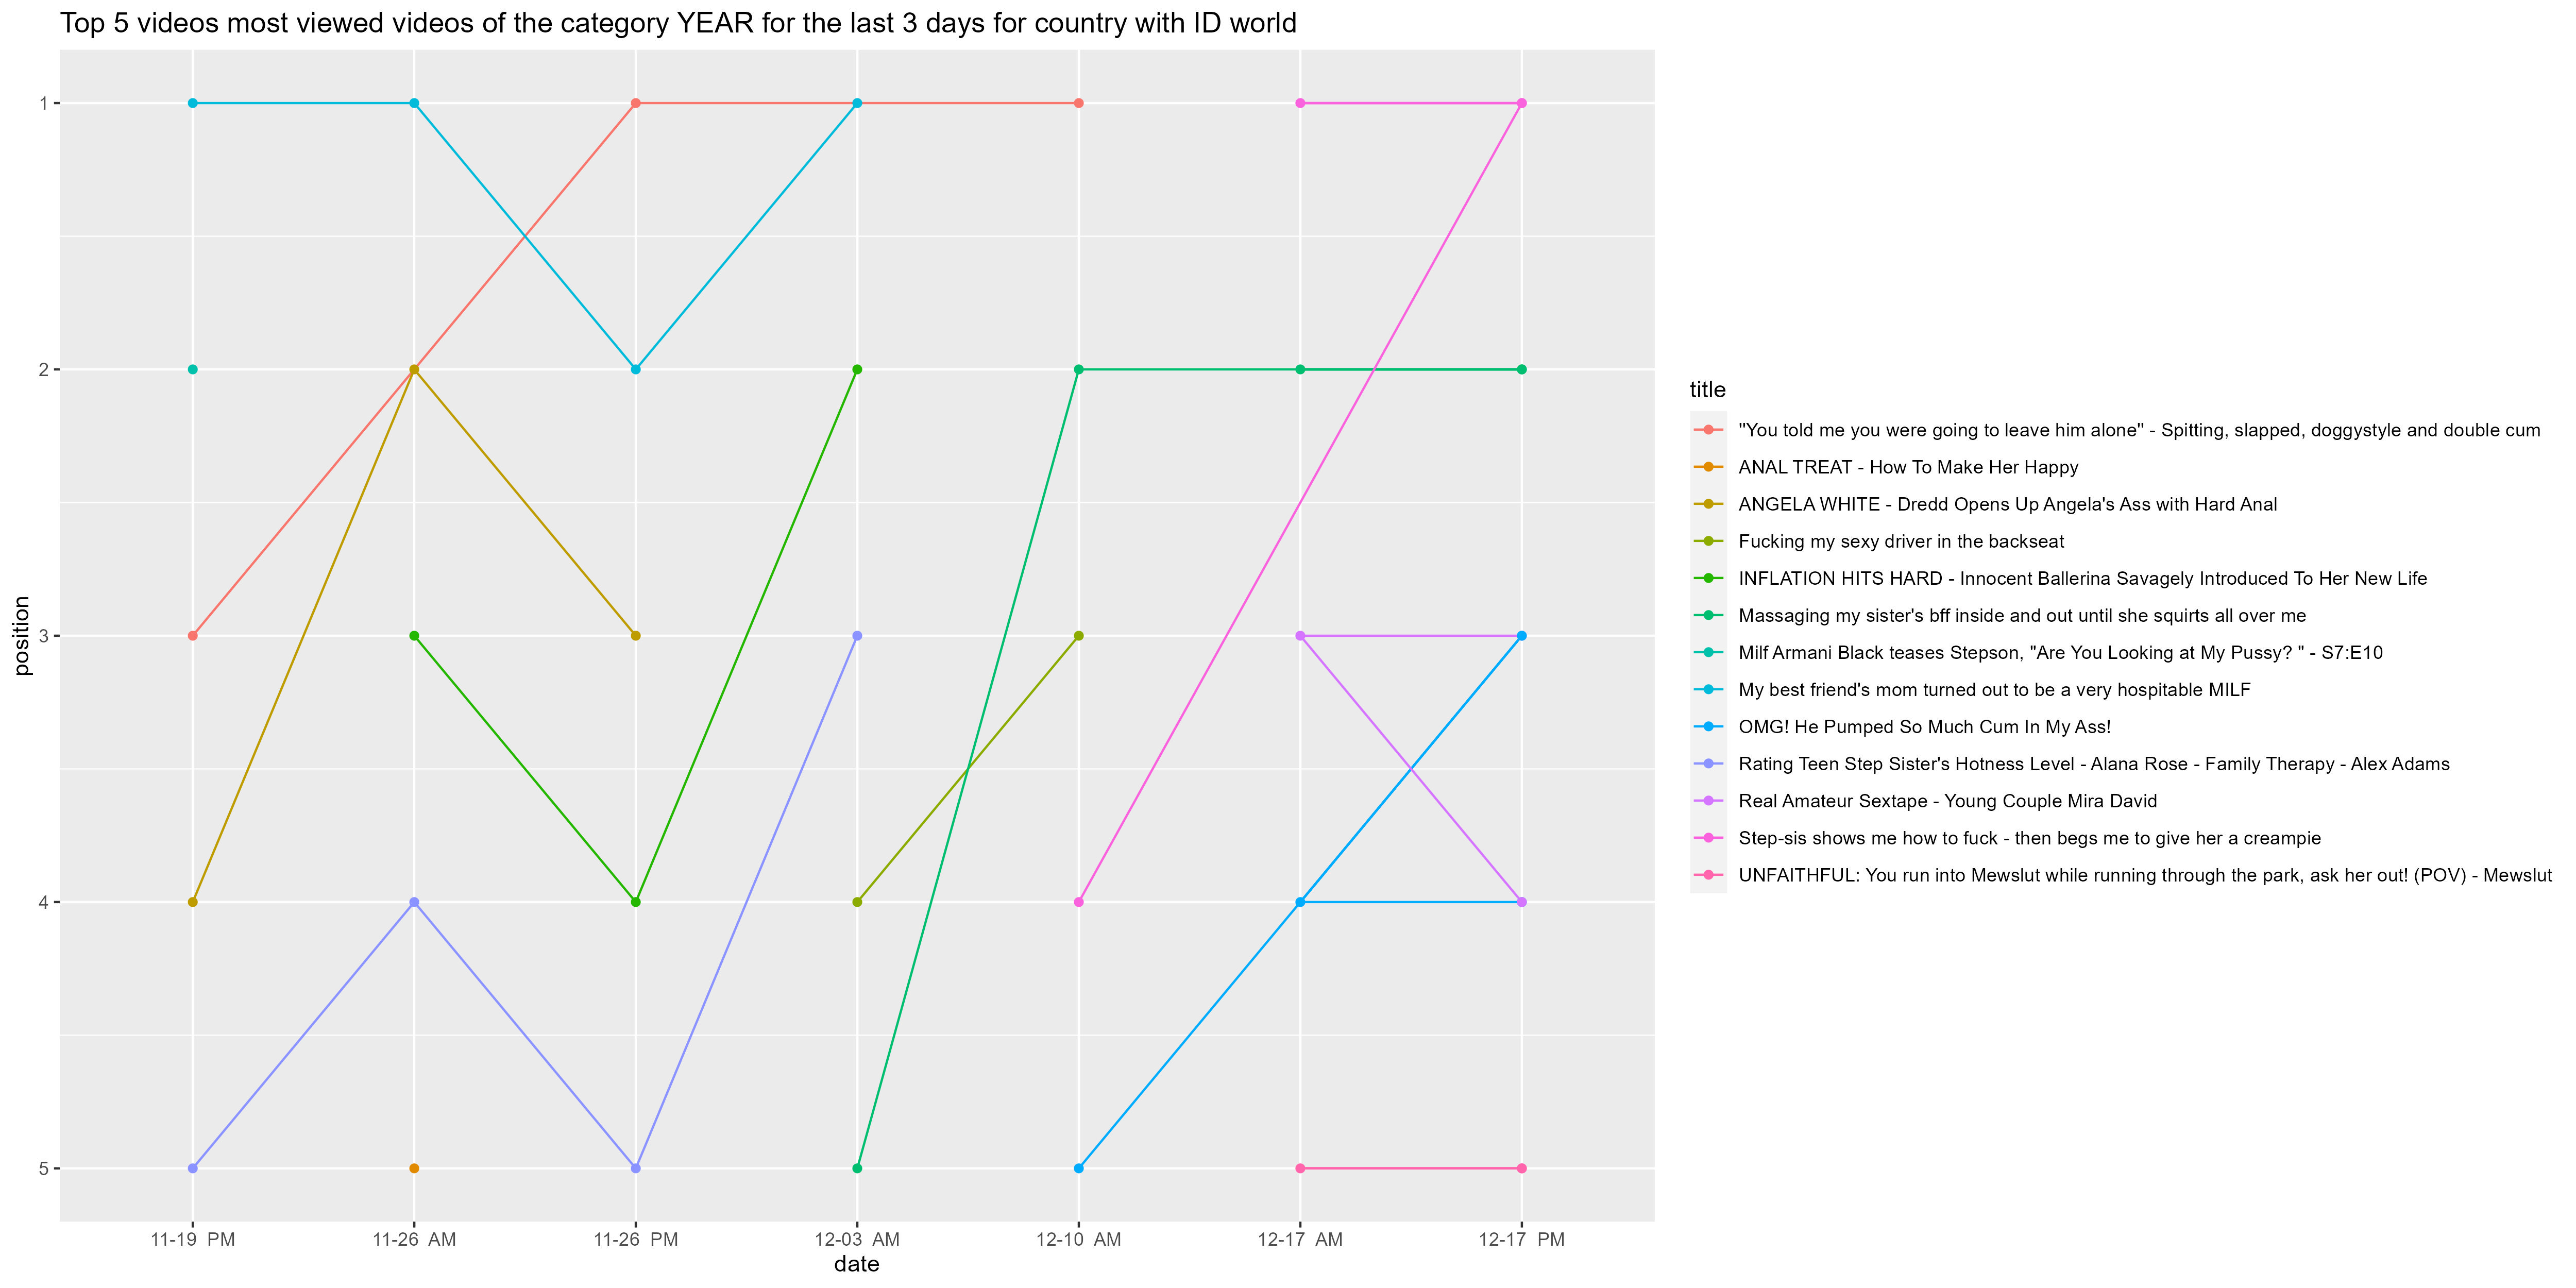 Top 5 videos most viewed videos of the category YEAR for the last 3 days for country with ID world
position
1
2
3
4
5
11-19 PM
11-26 AM
11-26 PM
12-03 AM
12-10 AM
12-17 AM
12-17 PM
date
title
"You told me you were going to leave him alone" - Spitting, slapped, doggystyle and double cum
ANAL TREAT - How To Make Her Happy
ANGELA WHITE - Dredd Opens Up Angela's Ass with Hard Anal
Fucking my sexy driver in the backseat
INFLATION HITS HARD - Innocent Ballerina Savagely Introduced To Her New Life
Massaging my sister's bff inside and out until she squirts all over me
Milf Armani Black teases Stepson, "Are You Looking at My Pussy? " - S7:E10
My best friend's mom turned out to be a very hospitable MILF
OMG! He Pumped So Much Cum In My Ass!
Rating Teen Step Sister's Hotness Level - Alana Rose - Family Therapy - Alex Adams
Real Amateur Sextape - Young Couple Mira David
Step-sis shows me how to fuck - then begs me to give her a creampie
UNFAITHFUL: You run into Mewslut while running through the park, ask her out! (POV) - Mewslut